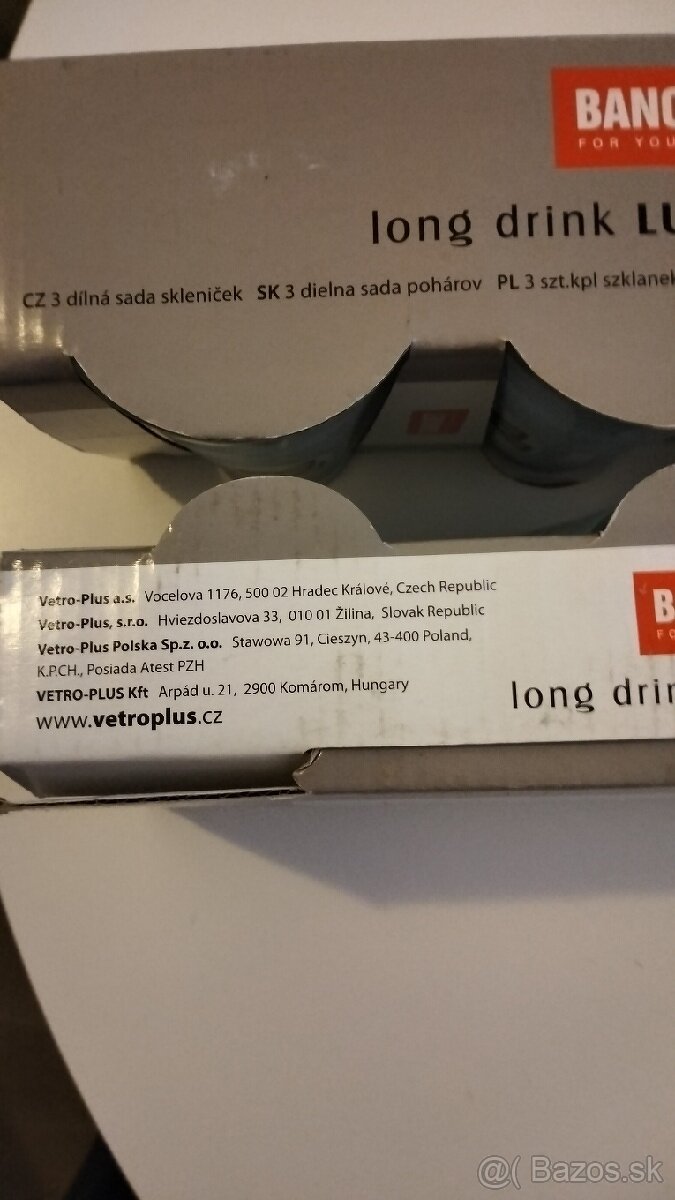 BANQ
FOR YOU
long drink LU
CZ 3 dílná sada skleniček SK 3 dielna sada pohárov PL 3 szt.kpl szklanek
Vetro-Plus a.s. Vocelova 1176, 500 02 Hradec Králové, Czech Republic
Vetro-Plus, s.r.o. Hviezdoslavova 33, 010 01 Žilina, Slovak Republic
Vetro-Plus Polska Sp.z. o.o. Stawowa 91, Cieszyn, 43-400 Poland,
K.P.CH., Posiada Atest PZH
VETRO-PLUS Kft Arpád u. 21, 2900 Komárom, Hungary
www.vetroplus.cz
B
FO
long drin
@( Bazos.sk